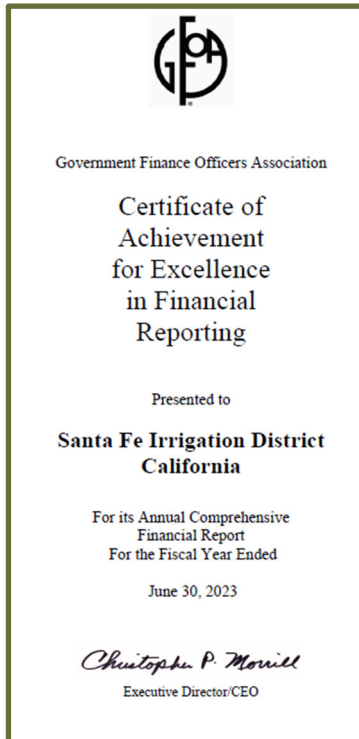 GFOA
Government Finance Officers Association
Certificate of
Achievement
for Excellence
in Financial
Reporting
Presented to
Santa Fe Irrigation District
California
For its Annual Comprehensive
Financial Report
For the Fiscal Year Ended
June 30, 2023
Christopher P. Morrill
Executive Director/CEO